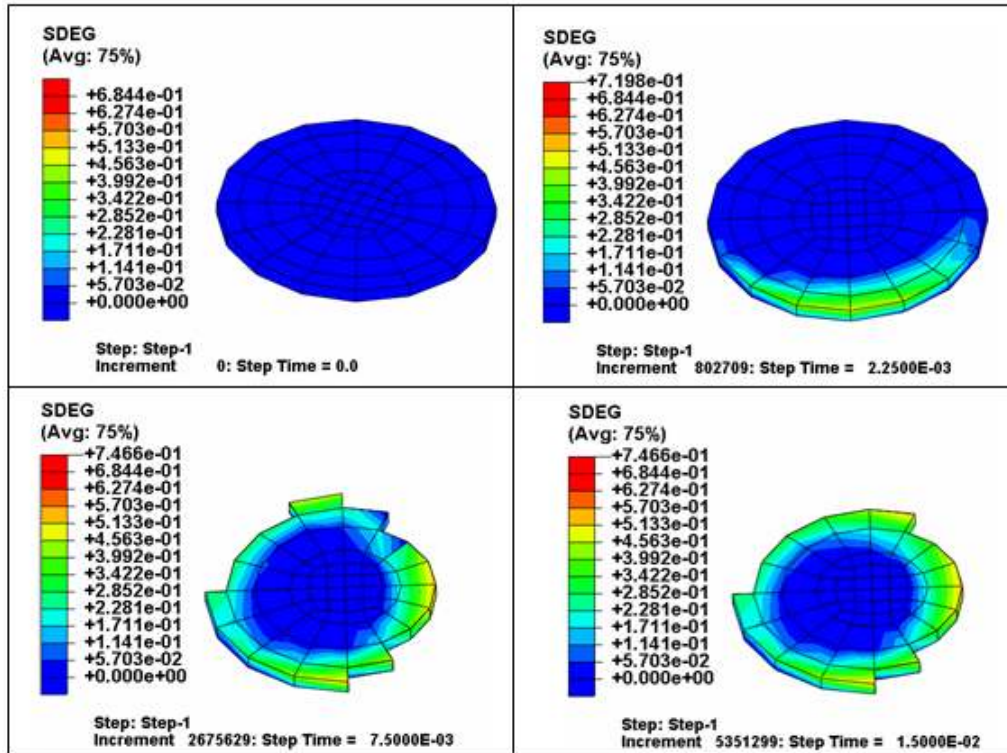 SDEG
(Avg: 75%)
+6.844e-01
+6.274e-01
+5.703e-01
+5.133e-01
+4.563e-01
+3.992e-01
+3.422e-01
+2.852e-01
+2.281e-01
+1.711e-01
+1.141e-01
+5.703e-02
+0.000e+00
Step: Step-1
Increment 0: Step Time = 0.0
SDEG
(Avg: 75%)
+7.198e-01
+6.844e-01
+6.274e-01
+5.703e-01
+5.133e-01
+4.563e-01
+3.992e-01
+3.422e-01
+2.852e-01
+2.281e-01
+1.711e-01
+1.141e-01
+5.703e-02
+0.000e+00
Step: Step-1
Increment 802709: Step Time = 2.2500E-03
SDEG
(Avg: 75%)
+7.466e-01
+6.844e-01
+6.274e-01
+5.703e-01
+5.133e-01
+4.563e-01
+3.992e-01
+3.422e-01
+2.852e-01
+2.281e-01
+1.711e-01
+1.141e-01
+5.703e-02
+0.000e+00
Step: Step-1
Increment 2675629: Step Time = 7.5000E-03
SDEG
(Avg: 75%)
+7.466e-01
+6.844e-01
+6.274e-01
+5.703e-01
+5.133e-01
+4.563e-01
+3.992e-01
+3.422e-01
+2.852e-01
+2.281e-01
+1.711e-01
+1.141e-01
+5.703e-02
+0.000e+00
Step: Step-1
Increment 5351299: Step Time = 1.5000E-02